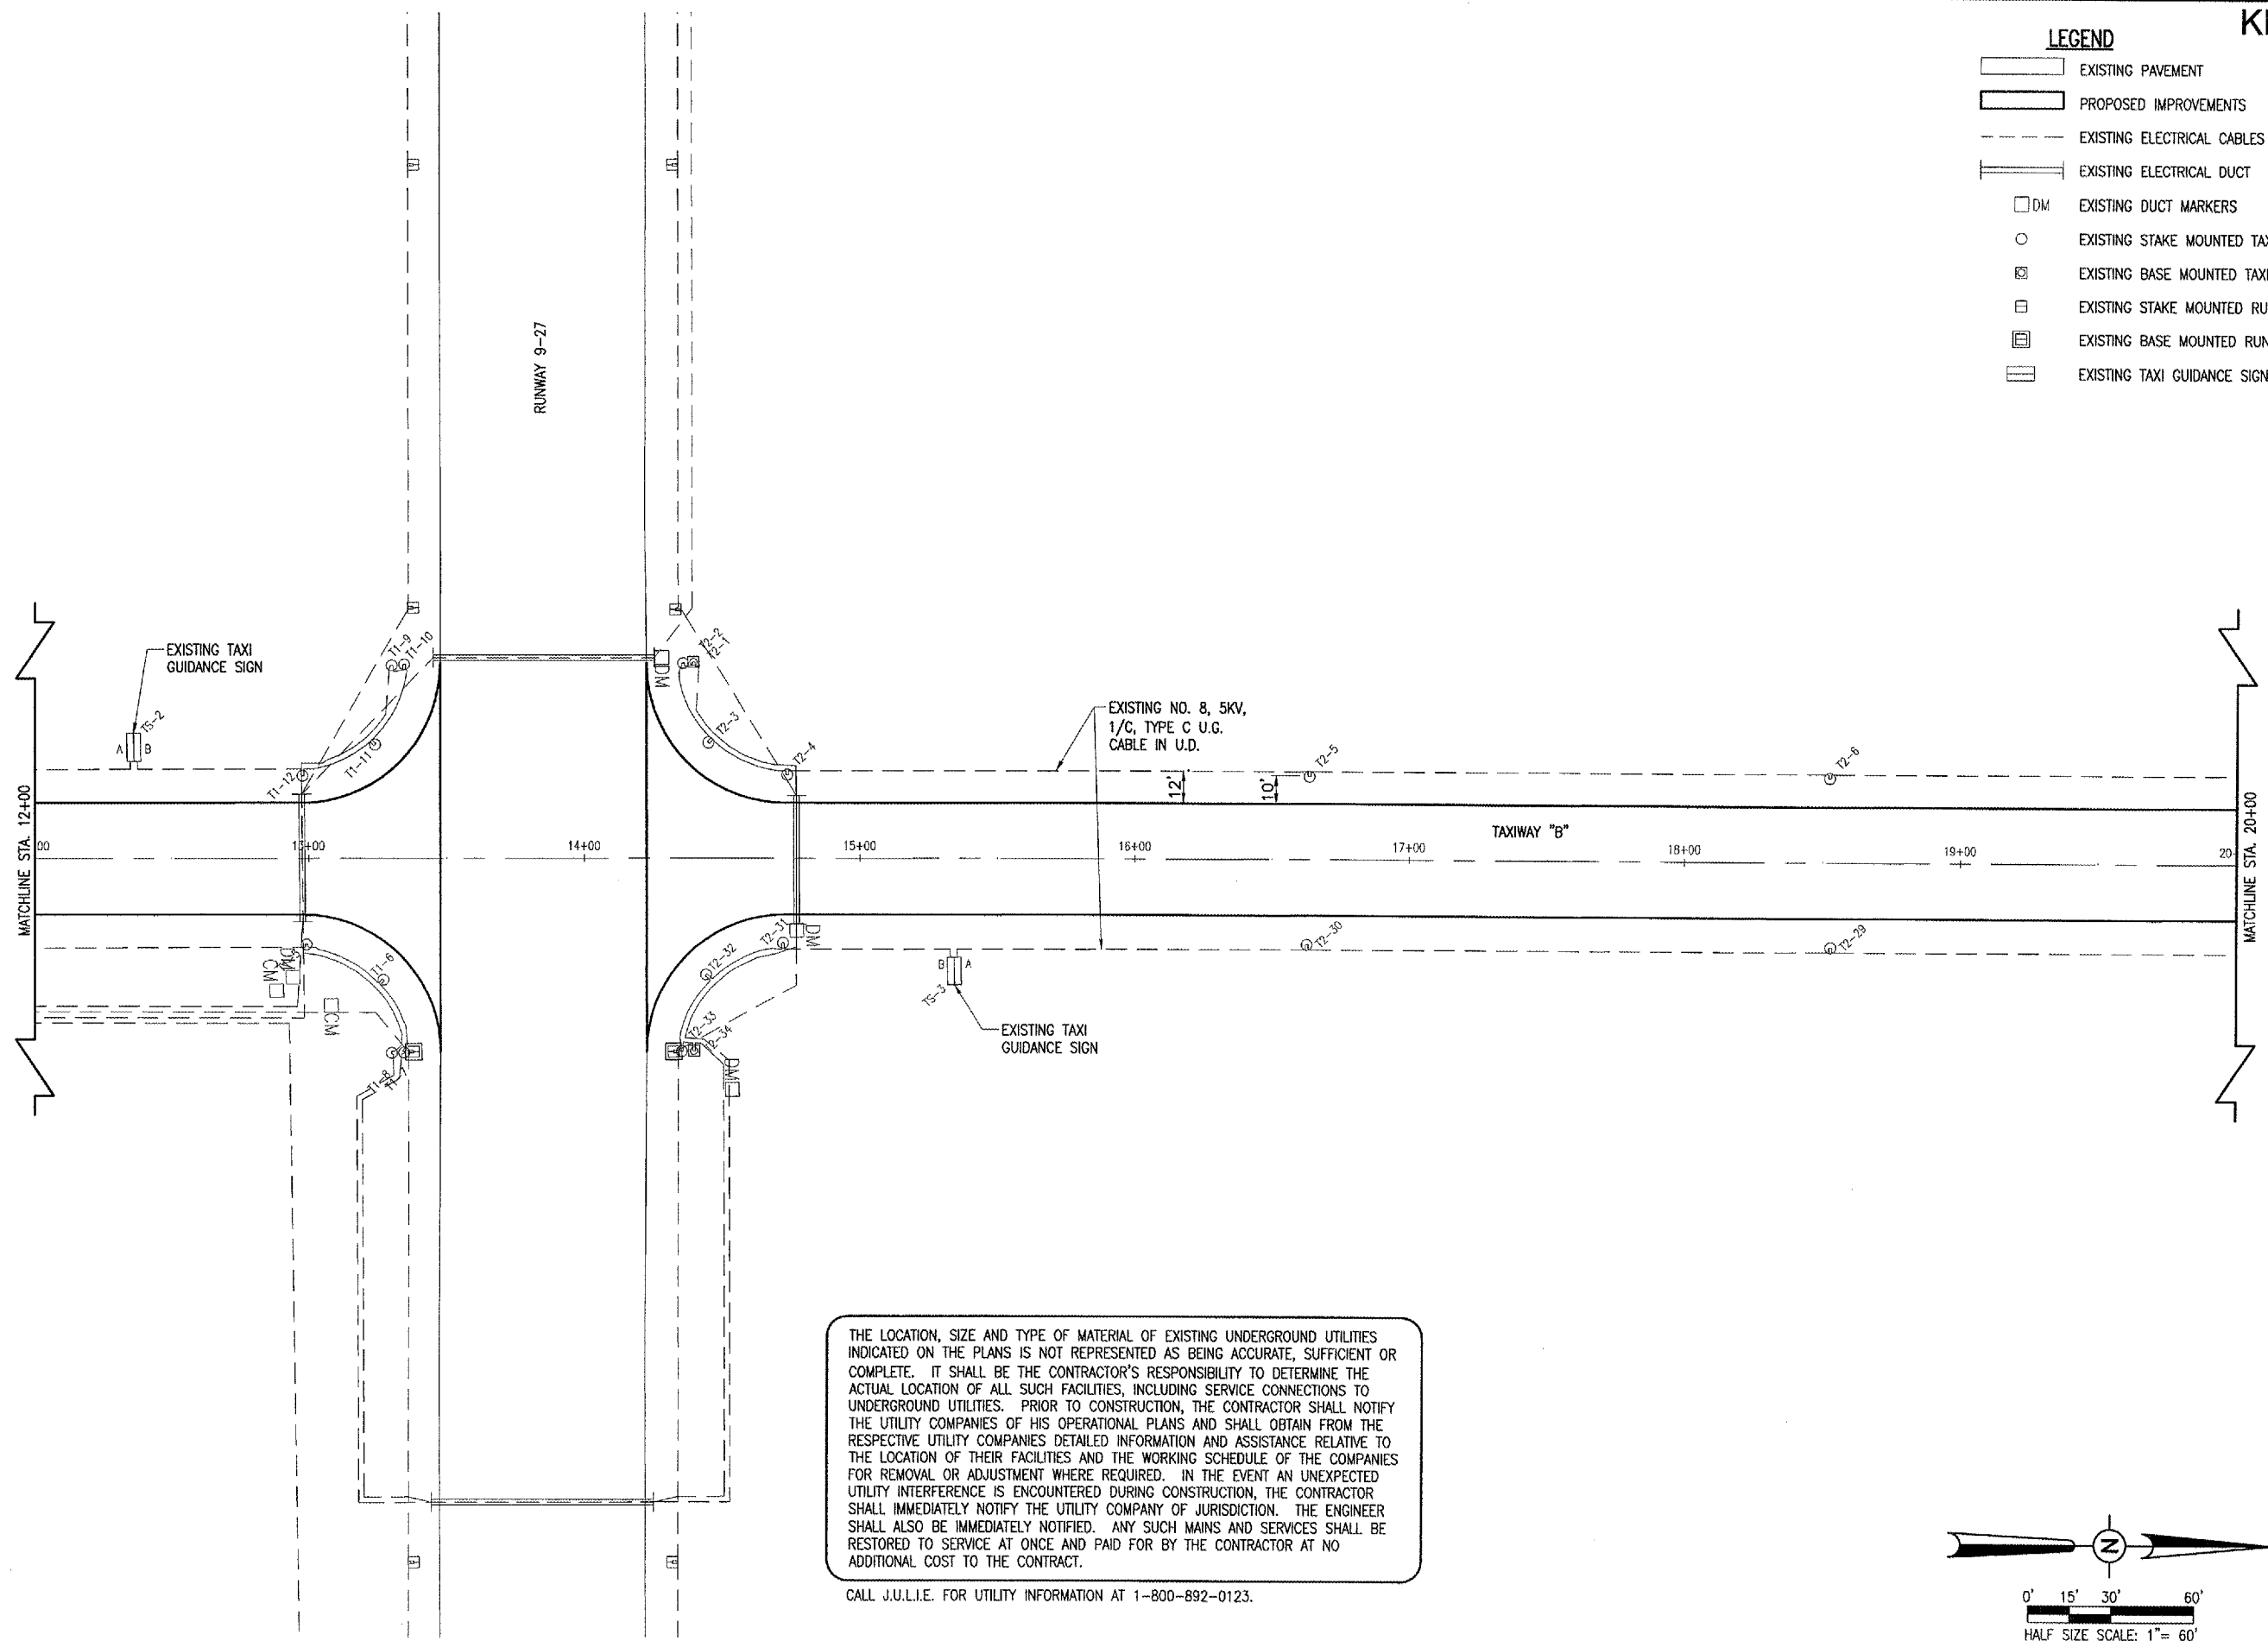 LEGEND
EXISTING PAVEMENT
PROPOSED IMPROVEMENTS
EXISTING ELECTRICAL CABLES
EXISTING ELECTRICAL DUCT
DM EXISTING DUCT MARKERS
EXISTING STAKE MOUNTED
EXISTING BASE MOUNTED
EXISTING STAKE MOUNTED
EXISTING BASE MOUNTED
EXISTING TAXI GUIDANCE SIGN
RUNWAY 9-27
EXISTING TAXI
GUIDANCE SIGN
TS-2
A B
T1-9
T1-10
T1-11
T1-12
DM
T2-2
T2-1
T2-3
T2-4
EXISTING NO. 8, 5KV,
1/C, TYPE C U.G.
CABLE IN U.D.
12'
10'
T2-5
T2-6
MATCHLINE STA. 12+00
00
13+00
14+00
15+00
16+00
17+00
18+00
19+00
20
TAXIWAY "B"
MATCHLINE STA. 20+00
DM
CM
CM
T1-6
T1-8
T2-31
DM
T2-32
T2-33
T2-34
DM
T2-30
T2-29
B A
TS-3
EXISTING TAXI
GUIDANCE SIGN
THE LOCATION, SIZE AND TYPE OF MATERIAL OF EXISTING UNDERGROUND UTILITIES
INDICATED ON THE PLANS IS NOT REPRESENTED AS BEING ACCURATE, SUFFICIENT OR
COMPLETE. IT SHALL BE THE CONTRACTOR'S RESPONSIBILITY TO DETERMINE THE
ACTUAL LOCATION OF ALL SUCH FACILITIES, INCLUDING SERVICE CONNECTIONS TO
UNDERGROUND UTILITIES. PRIOR TO CONSTRUCTION, THE CONTRACTOR SHALL NOTIFY
THE UTILITY COMPANIES OF HIS OPERATIONAL PLANS AND SHALL OBTAIN FROM THE
RESPECTIVE UTILITY COMPANIES DETAILED INFORMATION AND ASSISTANCE RELATIVE TO
THE LOCATION OF THEIR FACILITIES AND THE WORKING SCHEDULE OF THE COMPANIES
FOR REMOVAL OR ADJUSTMENT WHERE REQUIRED. IN THE EVENT AN UNEXPECTED
UTILITY INTERFERENCE IS ENCOUNTERED DURING CONSTRUCTION, THE CONTRACTOR
SHALL IMMEDIATELY NOTIFY THE UTILITY COMPANY OF JURISDICTION. THE ENGINEER
SHALL ALSO BE IMMEDIATELY NOTIFIED. ANY SUCH MAINS AND SERVICES SHALL BE
RESTORED TO SERVICE AT ONCE AND PAID FOR BY THE CONTRACTOR AT NO
ADDITIONAL COST TO THE CONTRACT.
CALL J.U.L.I.E. FOR UTILITY INFORMATION AT 1-800-892-0123.
N
0' 15' 30' 60'
HALF SIZE SCALE: 1"= 60'